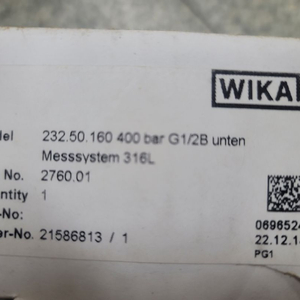 WIKA
del 232.50.160 400 bar G1/2B unten
Messsystem 316L
No. 2760.01
ntity 1
-No:
er-No. 21586813 / 1
0696524
22.12.1
PG1